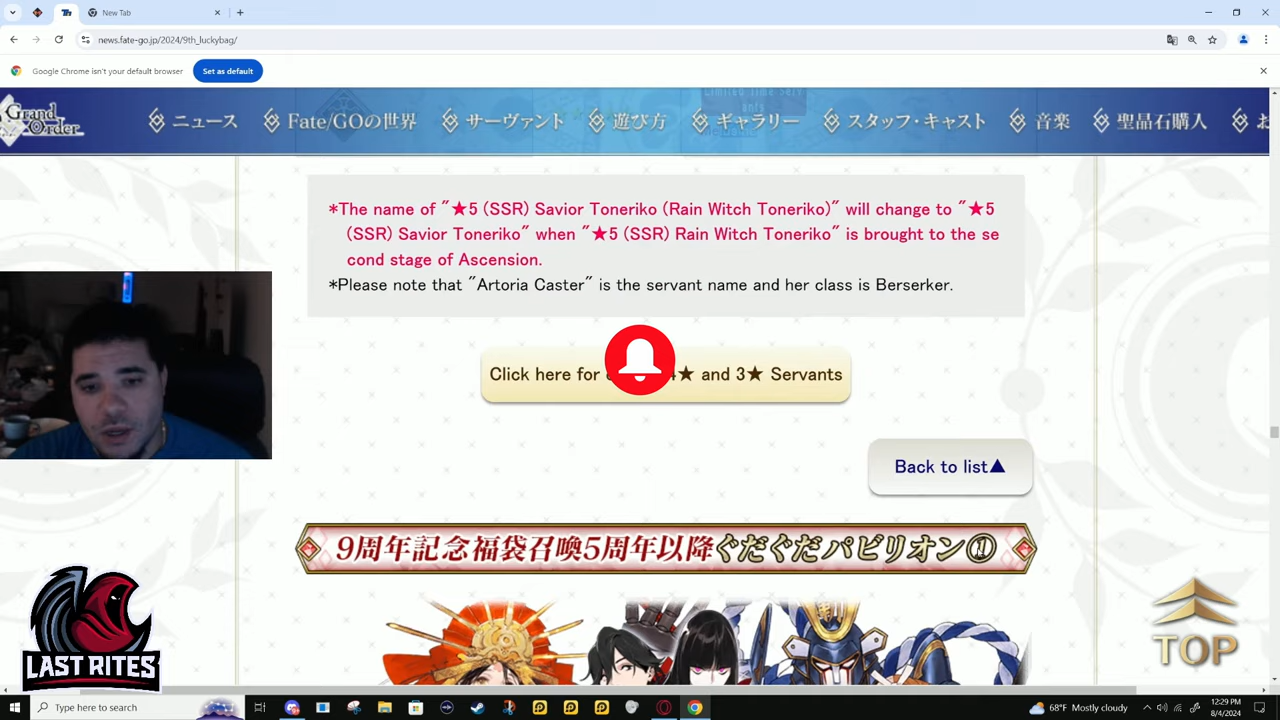 New Tab
news.fate-go.jp/2024/9th_luckybag/
Google Chrome isn't your default browser
Set as default
Grand
Order
ニュース
Fate/GOの世界
サーヴァント
遊び方
ギャラリー
スタッフ・キャスト
音楽
聖晶石購入
お
Limited Time Serv
ants
*The name of "★5 (SSR) Savior Toneriko (Rain Witch Toneriko)" will change to "★5
(SSR) Savior Toneriko" when "★5 (SSR) Rain Witch Toneriko" is brought to the se
cond stage of Ascension.
*Please note that "Artoria Caster" is the servant name and her class is Berserker.
Click here for 4★ and 3★ Servants
Back to list▲
9周年記念福袋召喚5周年以降ぐだぐだパビリオン①
TOP
LAST RITES
Type here to search
68°F Mostly cloudy
12:29 PM
8/4/2024